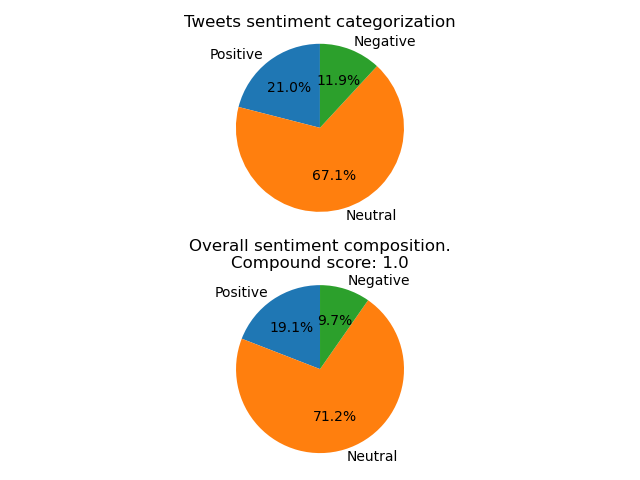 Tweets sentiment categorization
Negative
Positive
11.9%
21.0%
67.1%
Neutral
Overall sentiment composition.
Compound score: 1.0
Negative
Positive
9.7%
19.1%
71.2%
Neutral